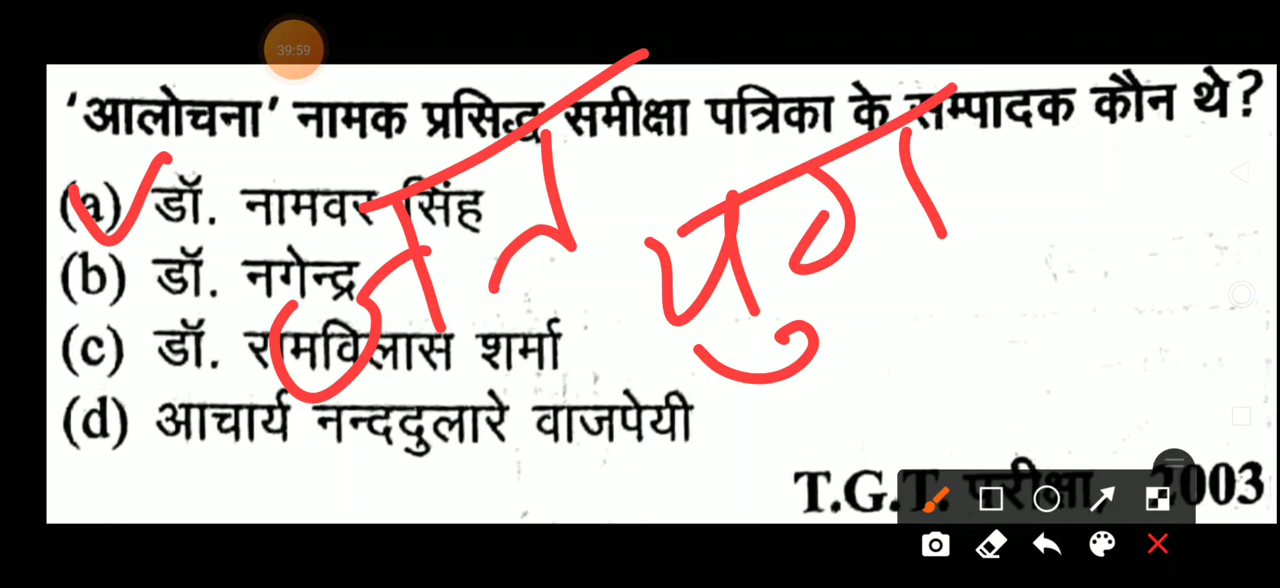 39:59
'आलोचना' नामक प्रसिद्ध समीक्षा पत्रिका के सम्पादक कौन थे?
(a) डॉ. नामवर सिंह
(b) डॉ. नगेन्द्र
(c) डॉ. रामविलास शर्मा
(d) आचार्य नन्ददुलारे वाजपेयी
जन युग
T.G.T. परीक्षा, 2003